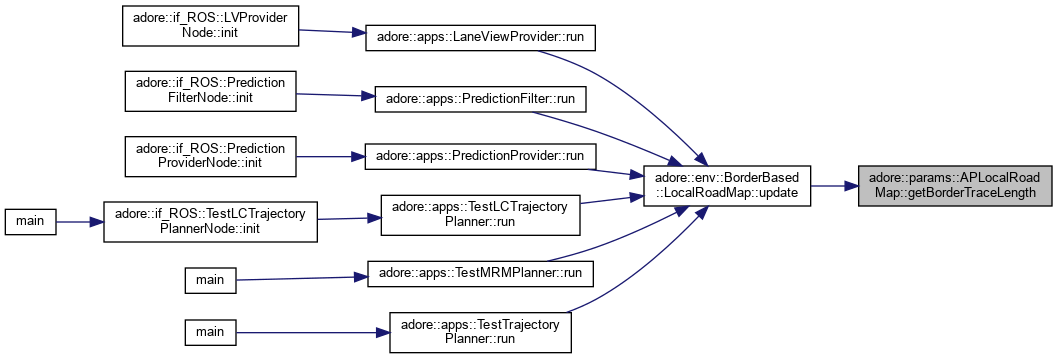 adore::if_ROS::LVProvider
Node::init
adore::apps::LaneViewProvider::run
adore::if_ROS::Prediction
FilterNode::init
adore::apps::PredictionFilter::run
adore::if_ROS::Prediction
ProviderNode::init
adore::apps::PredictionProvider::run
adore::env::BorderBased
::LocalRoadMap::update
adore::params::APLocalRoad
Map::getBorderTraceLength
main
adore::if_ROS::TestLCTrajectory
PlannerNode::init
adore::apps::TestLCTrajectory
Planner::run
main
adore::apps::TestMRMPlanner::run
main
adore::apps::TestTrajectory
Planner::run